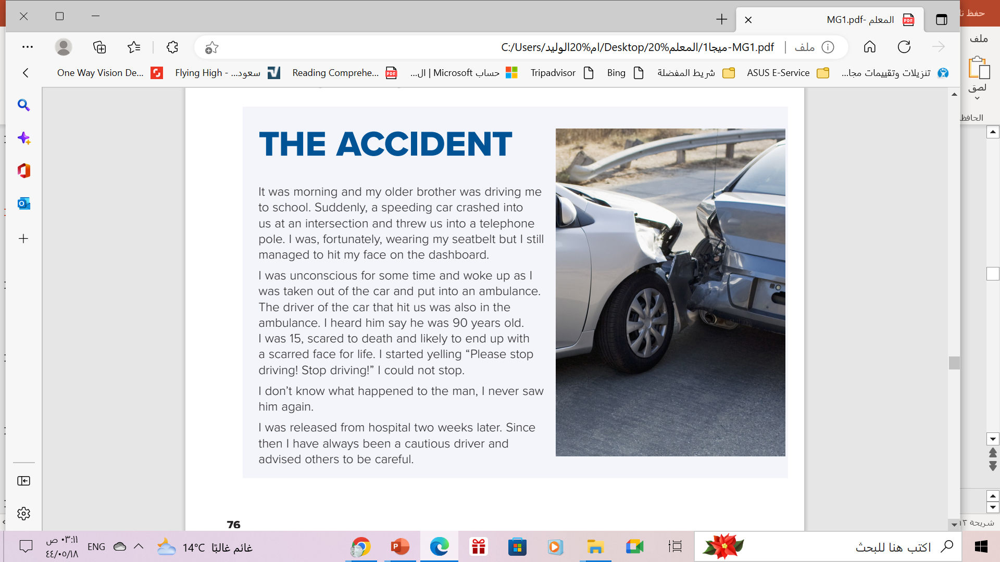 حفظ تل
المعلم -MG1.pdf
ملف
C:/Users/ام%20الوليد/Desktop/ميجا1/المعلم%20-MG1.pdf
ملف
One Way Vision De...
Flying High - سعود...
Reading Comprehe...
حساب Microsoft | ال...
Tripadvisor
Bing
شريط المفضلة
ASUS E-Service
تنزيلات وتقييمات مجا...
لصق
الحافظ
THE ACCIDENT
It was morning and my older brother was driving me
to school. Suddenly, a speeding car crashed into
us at an intersection and threw us into a telephone
pole. I was, fortunately, wearing my seatbelt but I still
managed to hit my face on the dashboard.
I was unconscious for some time and woke up as I
was taken out of the car and put into an ambulance.
The driver of the car that hit us was also in the
ambulance. I heard him say he was 90 years old.
I was 15, scared to death and likely to end up with
a scarred face for life. I started yelling “Please stop
driving! Stop driving!” I could not stop.
I don’t know what happened to the man, I never saw
him again.
I was released from hospital two weeks later. Since
then I have always been a cautious driver and
advised others to be careful.
76
شريحة ١٣
٠٣:١١ ص
٤٤/٠٥/١٨
ENG
14°C غائم غالبًا
اكتب هنا للبحث